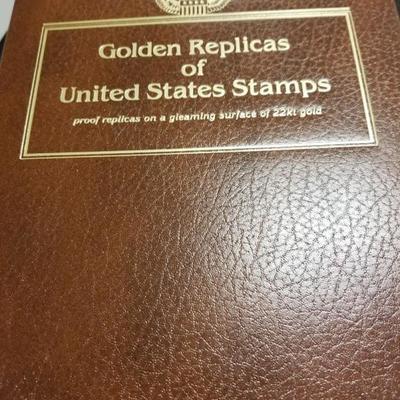 Golden Replicas
of
United States Stamps
proof replicas on a gleaming surface of 22kt gold